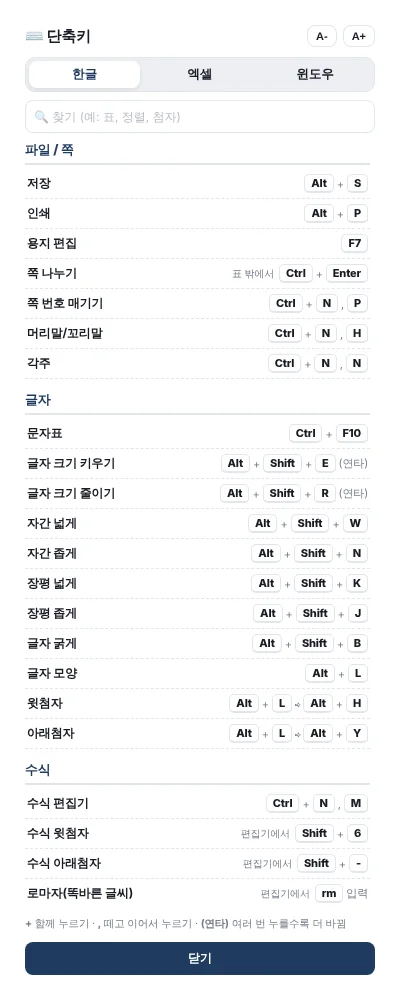 ⌨️ 단축키 A- A+
한글 엑셀 윈도우
🔍 찾기 (예: 표, 정렬, 첨자)
파일 / 쪽
저장 Alt + S
인쇄 Alt + P
용지 편집 F7
쪽 나누기 표 밖에서 Ctrl + Enter
쪽 번호 매기기 Ctrl + N , P
머리말/꼬리말 Ctrl + N , H
각주 Ctrl + N , N
글자
문자표 Ctrl + F10
글자 크기 키우기 Alt + Shift + E (연타)
글자 크기 줄이기 Alt + Shift + R (연타)
자간 넓게 Alt + Shift + W
자간 좁게 Alt + Shift + N
장평 넓게 Alt + Shift + K
장평 좁게 Alt + Shift + J
글자 굵게 Alt + Shift + B
글자 모양 Alt + L
윗첨자 Alt + L → Alt + H
아래첨자 Alt + L → Alt + Y
수식
수식 편집기 Ctrl + N , M
수식 윗첨자 편집기에서 Shift + 6
수식 아래첨자 편집기에서 Shift + -
로마자(똑바른 글씨) 편집기에서 rm 입력
+ 함께 누르기 · , 떼고 이어서 누르기 · (연타) 여러 번 누를수록 더 바뀜
닫기